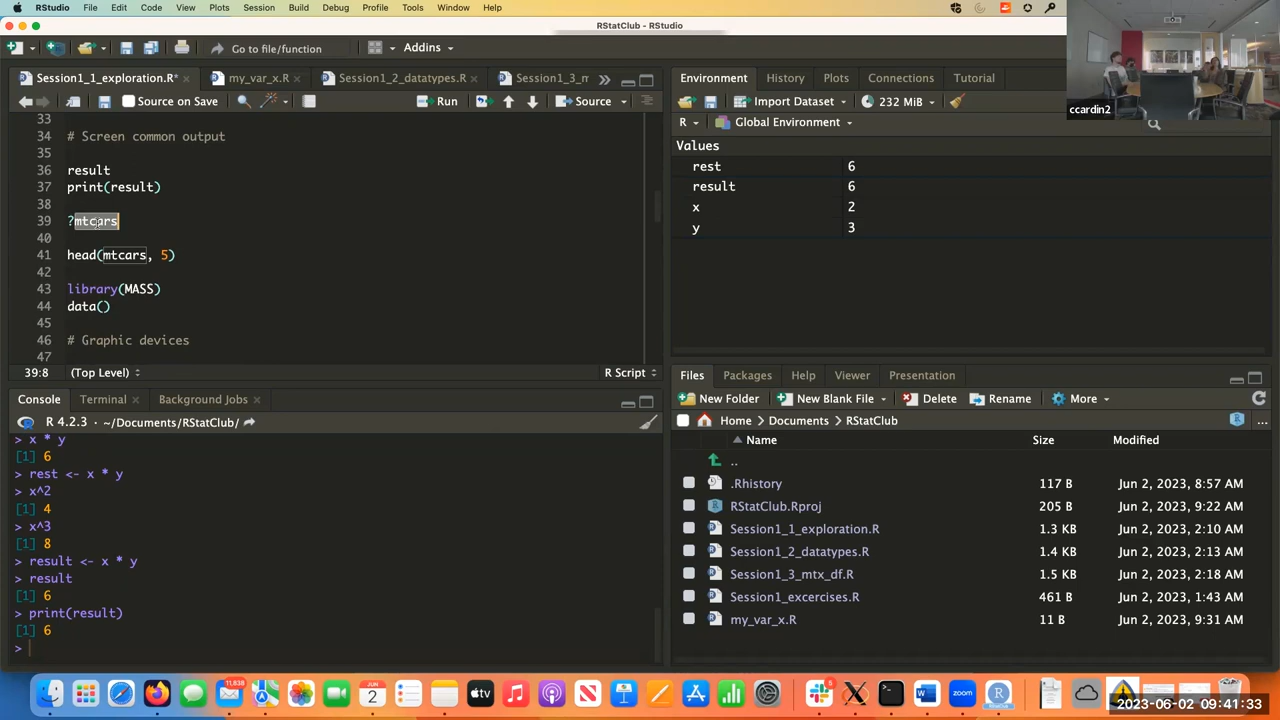 RStudio File Edit Code View Plots Session Build Debug Profile Tools Window Help
RStatClub - RStudio
Go to file/function Addins
Session1_1_exploration.R* my_var_x.R Session1_2_datatypes.R Session1_3_m
Source on Save Run Source
33
34 # Screen common output
35
36 result
37 print(result)
38
39 ?mtcars
40
41 head(mtcars, 5)
42
43 library(MASS)
44 data()
45
46 # Graphic devices
47
39:8 (Top Level) R Script
Console Terminal Background Jobs
R 4.2.3 · ~/Documents/RStatClub/
> x * y
[1] 6
> rest <- x * y
> x^2
[1] 4
> x^3
[1] 8
> result <- x * y
> result
[1] 6
> print(result)
[1] 6
>
Environment History Plots Connections Tutorial
Import Dataset 232 MiB
R Global Environment
Values
rest 6
result 6
x 2
y 3
Files Packages Help Viewer Presentation
New Folder New Blank File Delete Rename More
Home Documents RStatClub
Name Size Modified
..
.Rhistory 117 B Jun 2, 2023, 8:57 AM
RStatClub.Rproj 205 B Jun 2, 2023, 9:22 AM
Session1_1_exploration.R 1.3 KB Jun 2, 2023, 2:10 AM
Session1_2_datatypes.R 1.4 KB Jun 2, 2023, 2:13 AM
Session1_3_mtx_df.R 1.5 KB Jun 2, 2023, 2:18 AM
Session1_excercises.R 461 B Jun 2, 2023, 1:43 AM
my_var_x.R 11 B Jun 2, 2023, 9:31 AM
ccardin2
11,838
JUN
2
tv
5
zoom
R
2023-06-02 09:41:33